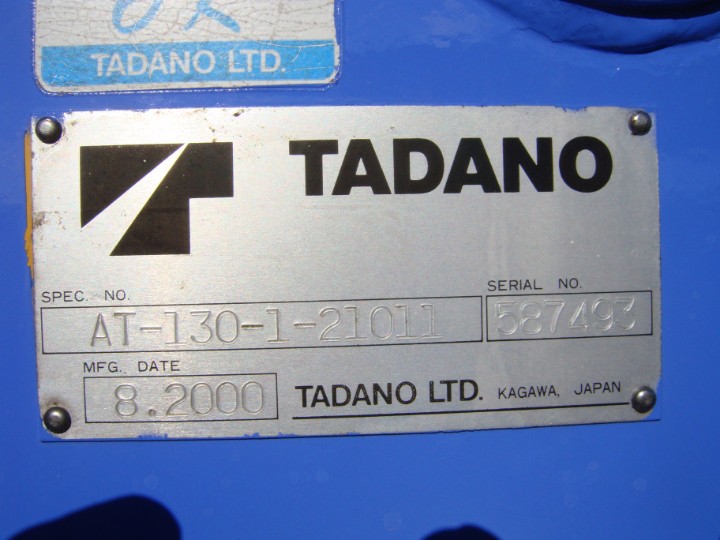 OK
TADANO LTD.
TADANO
SPEC. NO.
AT-130-1-21011
SERIAL NO.
587493
MFG. DATE
8.2000
TADANO LTD. KAGAWA, JAPAN